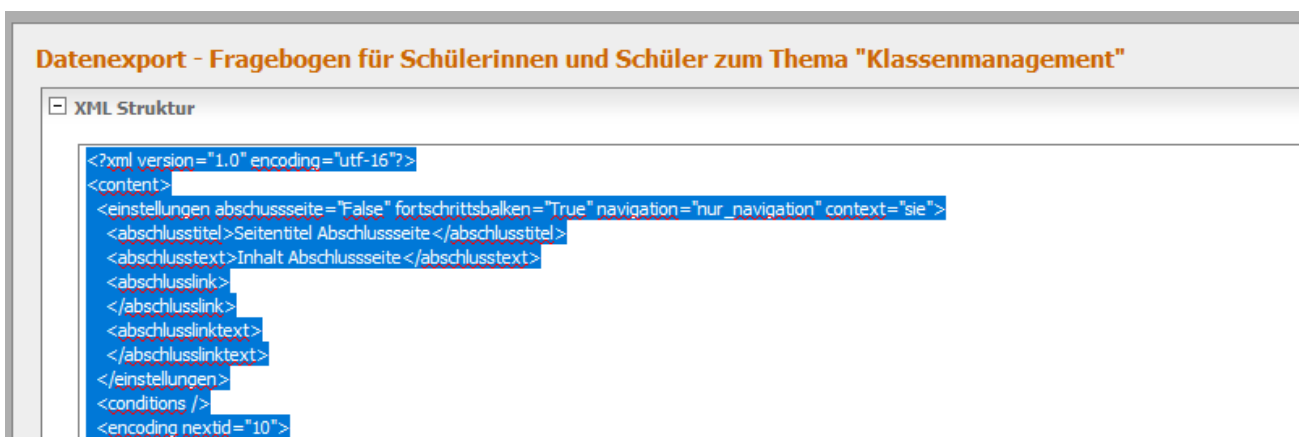 Datenexport - Fragebogen für Schülerinnen und Schüler zum Thema "Klassenmanagement"
XML Struktur
<?xml version="1.0" encoding="utf-16"?>
<content>
<einstellungen abschussseite="False" fortschrittsbalken="True" navigation="nur_navigation" context="sie">
<abschlusstitel>Seitentitel Abschlussseite</abschlusstitel>
<abschlusstext>Inhalt Abschlussseite</abschlusstext>
<abschlusslink>
</abschlusslink>
<abschlusslinktext>
</abschlusslinktext>
</einstellungen>
<conditions />
<encoding nextid="10">